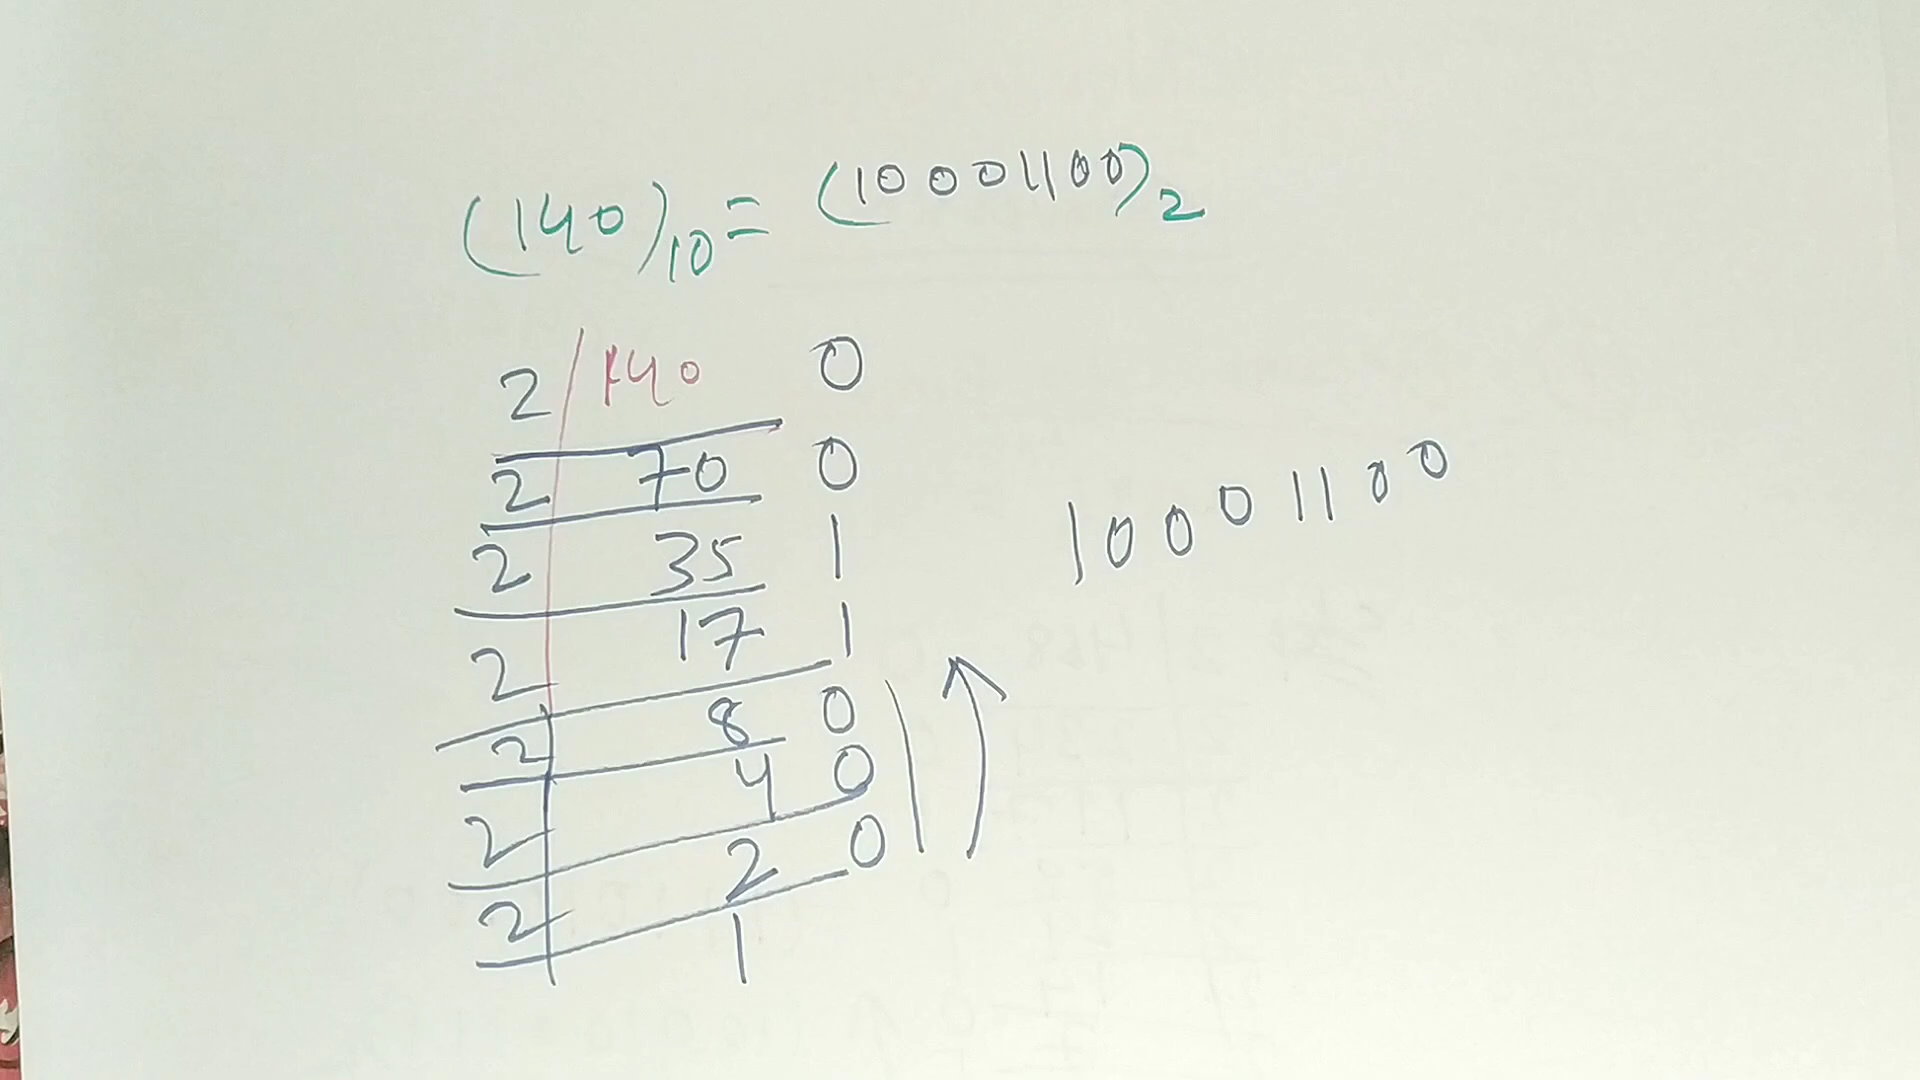 (140)10 = (10001100)2
2 140 0
2 70 0
2 35 1
2 17 1
2 8 0
2 4 0
2 2 0
1
10001100